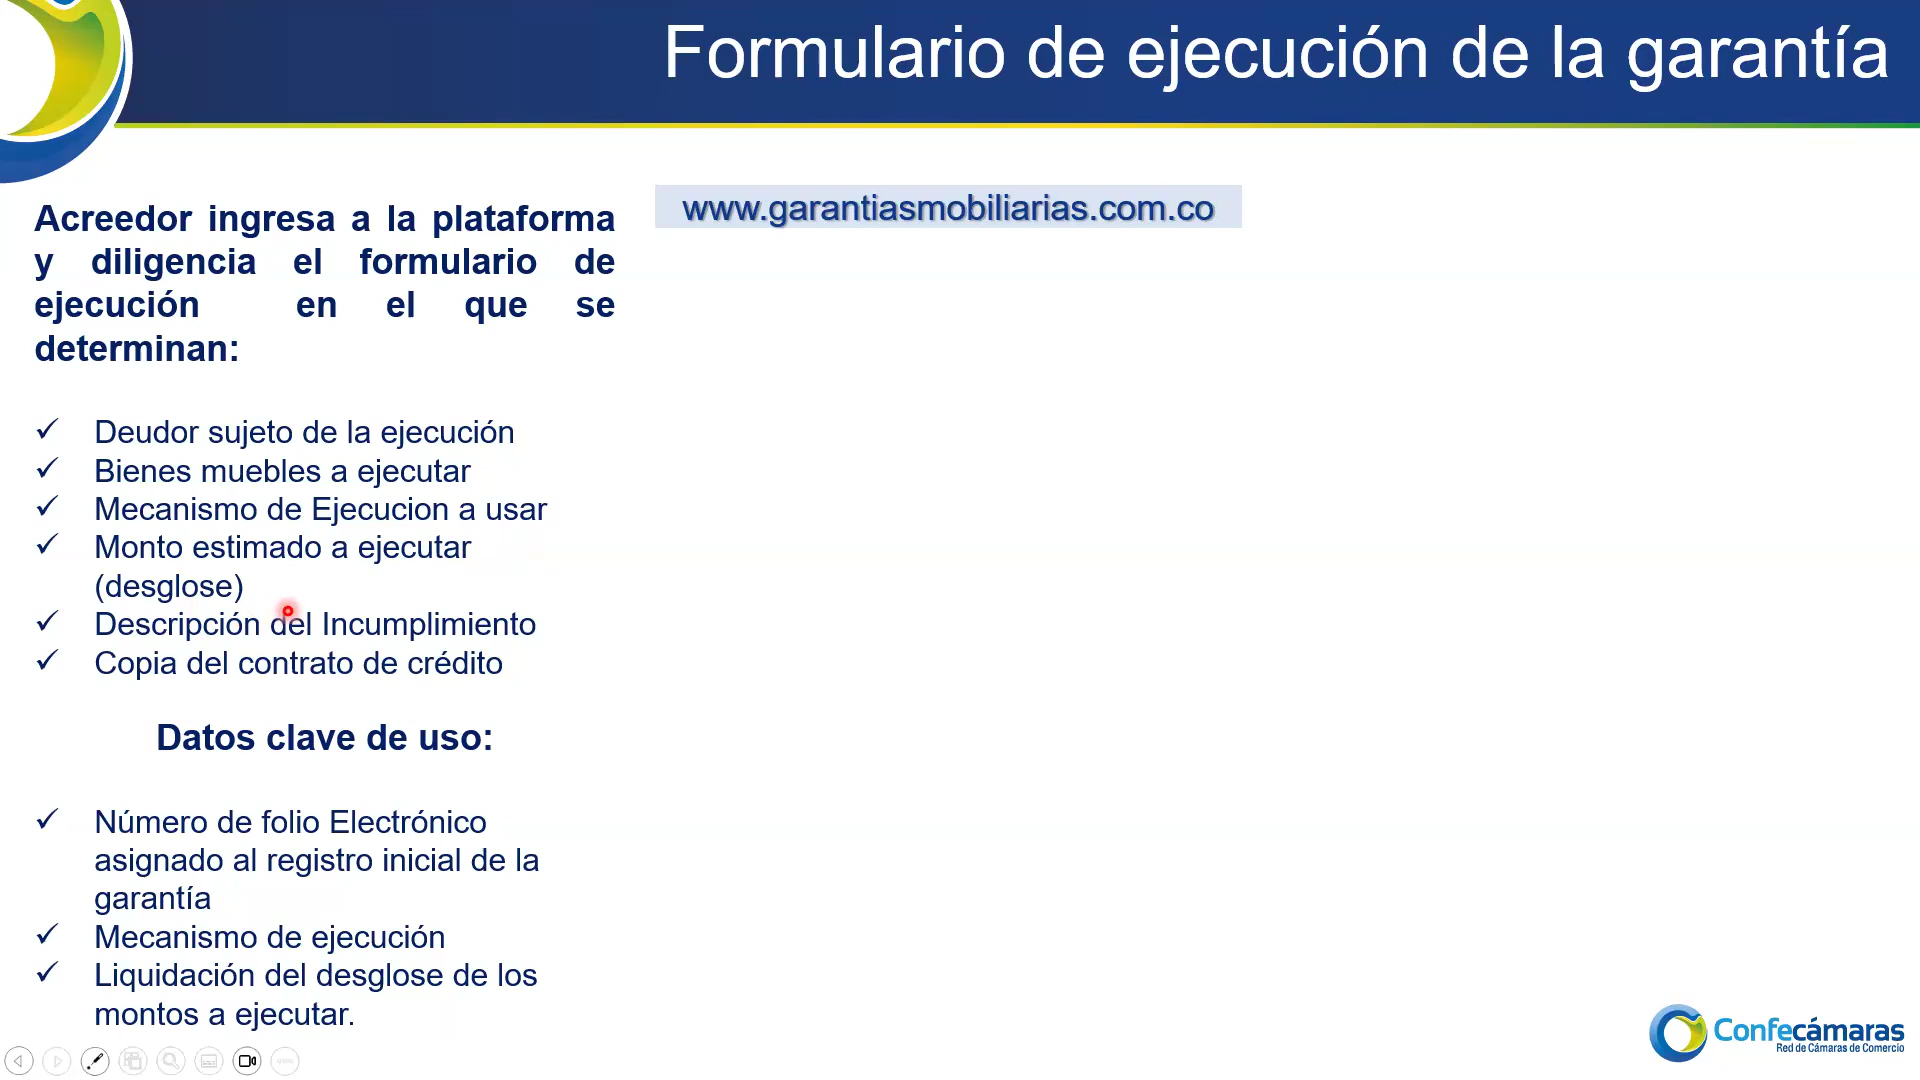 Formulario de ejecución de la garantía
www.garantiasmobiliarias.com.co
Acreedor ingresa a la plataforma
y diligencia el formulario de
ejecución en el que se
determinan:
✓ Deudor sujeto de la ejecución
✓ Bienes muebles a ejecutar
✓ Mecanismo de Ejecucion a usar
✓ Monto estimado a ejecutar
(desglose)
✓ Descripción del Incumplimiento
✓ Copia del contrato de crédito
Datos clave de uso:
✓ Número de folio Electrónico
asignado al registro inicial de la
garantía
✓ Mecanismo de ejecución
✓ Liquidación del desglose de los
montos a ejecutar.
Confecámaras
Red de Cámaras de Comercio